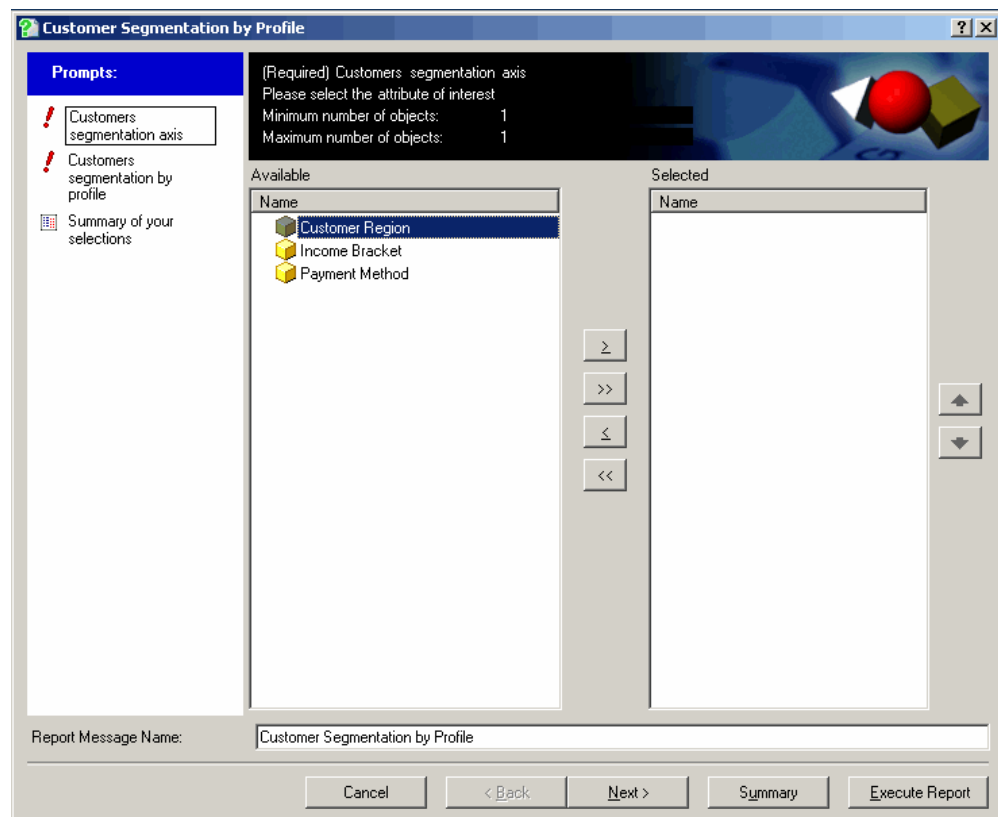 Customer Segmentation by Profile
? X
Prompts:
Customers
segmentation axis
Customers
segmentation by
profile
Summary of your
selections
(Required) Customers segmentation axis
Please select the attribute of interest
Minimum number of objects: 1
Maximum number of objects: 1
Available
Name
Customer Region
Income Bracket
Payment Method
>
>>
<
<<
Selected
Name
Report Message Name: Customer Segmentation by Profile
Cancel < Back Next > Summary Execute Report